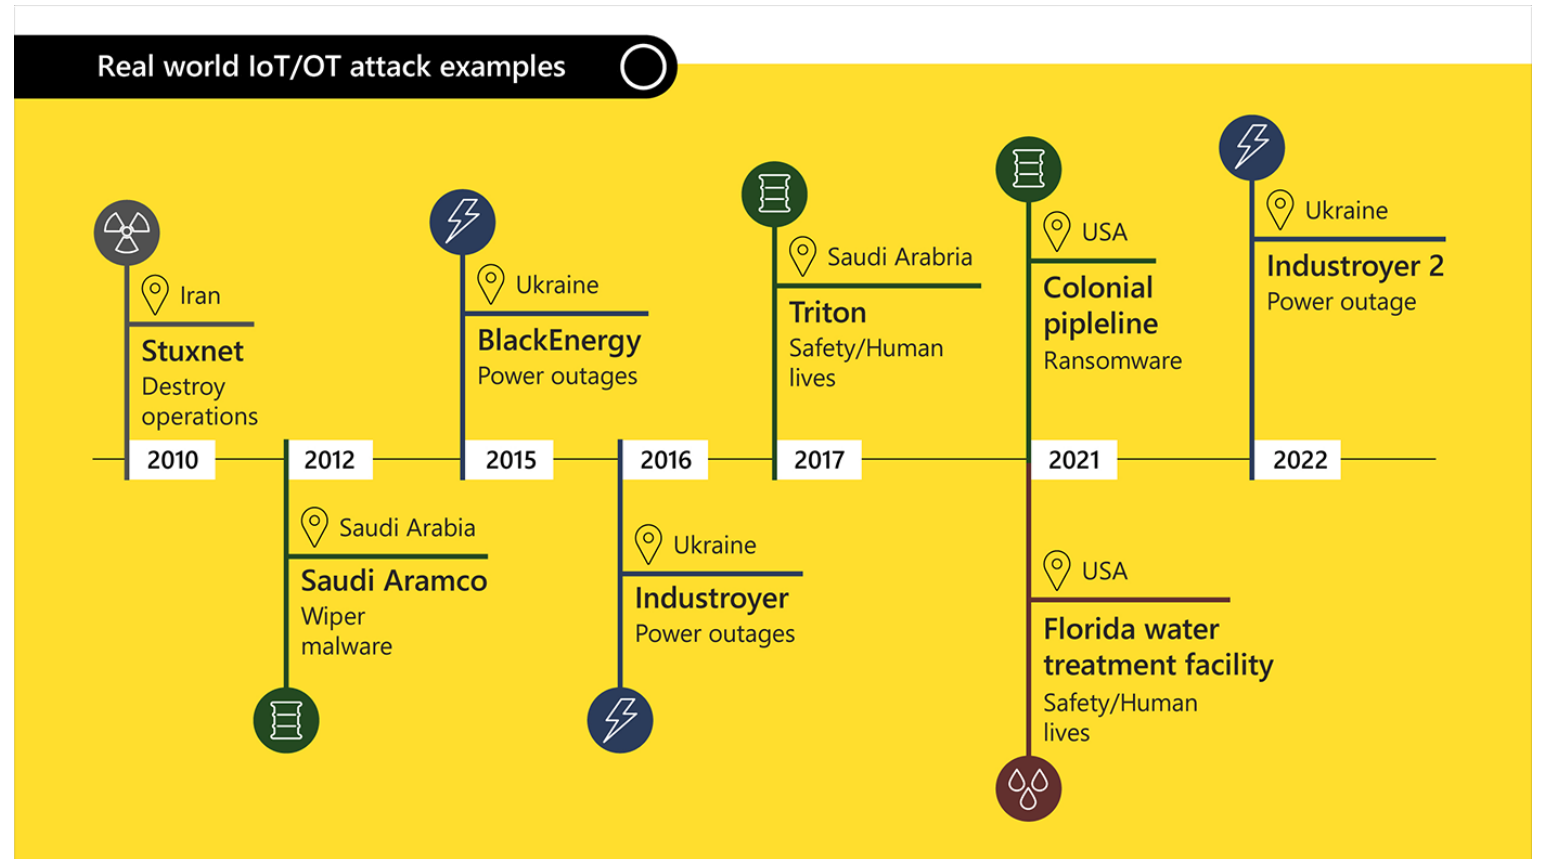 Real world IoT/OT attack examples
Iran
Stuxnet
Destroy
operations
2010
2012
Saudi Arabia
Saudi Aramco
Wiper
malware
Ukraine
BlackEnergy
Power outages
2015
2016
Ukraine
Industroyer
Power outages
Saudi Arabria
Triton
Safety/Human
lives
2017
USA
Colonial
pipleline
Ransomware
2021
USA
Florida water
treatment facility
Safety/Human
lives
Ukraine
Industroyer 2
Power outage
2022